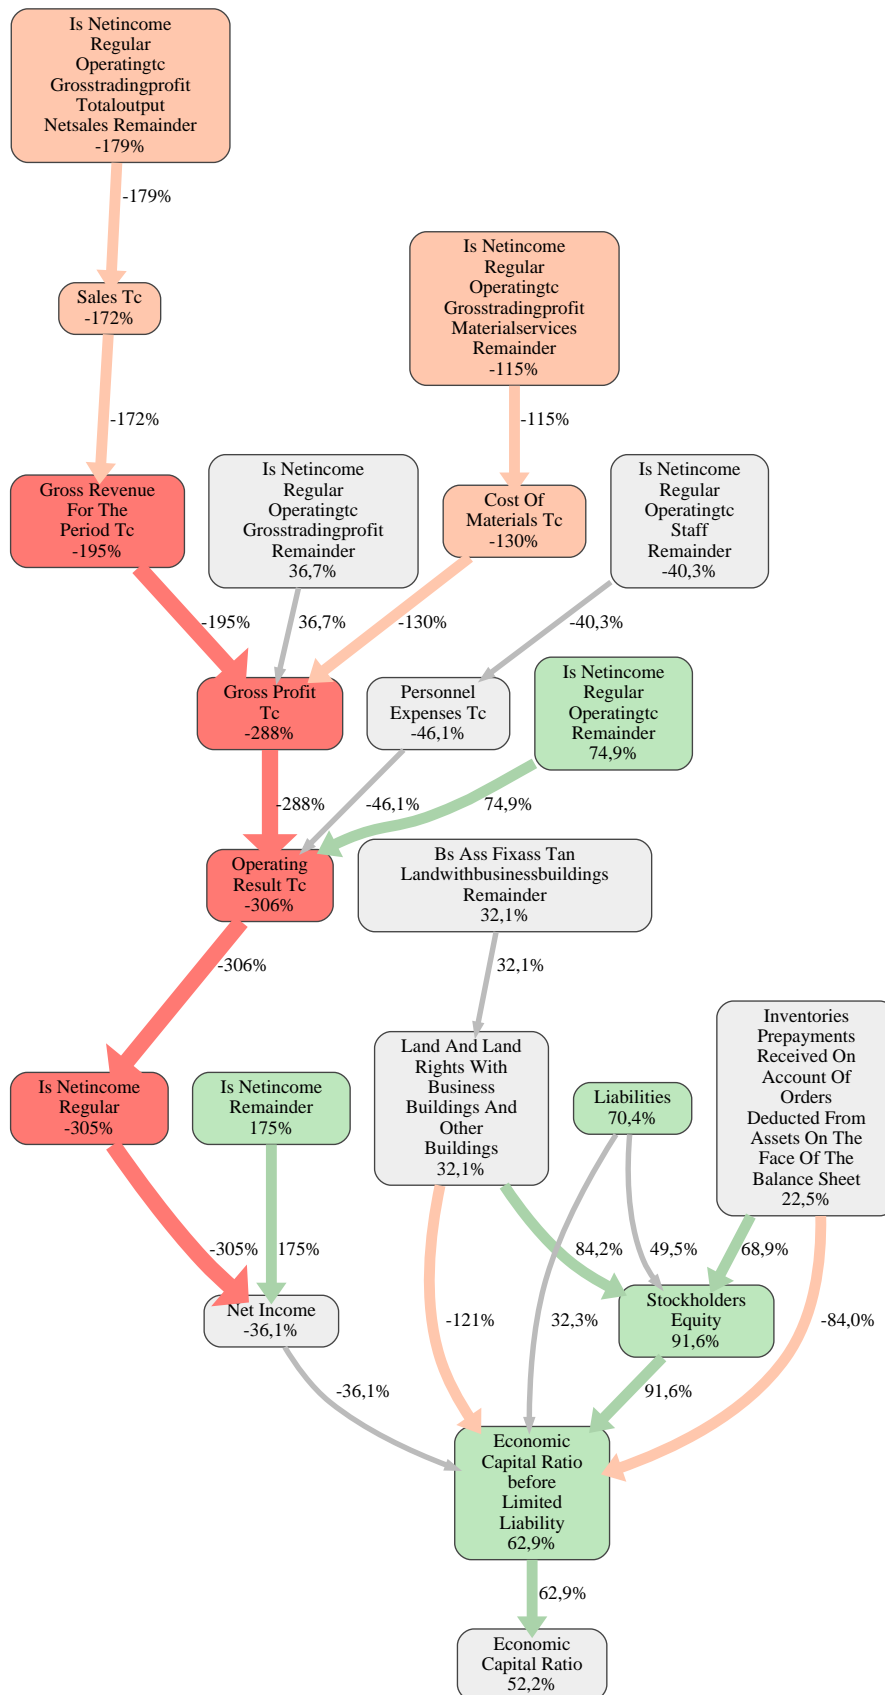 Is Netincome
Regular
Operatingtc
Grosstradingprofit
Totaloutput
Netsales Remainder
-179%
-179%
Sales Tc
-172%
Is Netincome
Regular
Operatingtc
Grosstradingprofit
Materialservices
Remainder
-115%
-172%
-115%
Gross Revenue
For The
Period Tc
-195%
Is Netincome
Regular
Operatingtc
Grosstradingprofit
Remainder
36,7%
Cost Of
Materials Tc
-130%
Is Netincome
Regular
Operatingtc
Staff
Remainder
-40,3%
-195%
36,7%
-130%
-40,3%
Gross Profit
Tc
-288%
Personnel
Expenses Tc
-46,1%
Is Netincome
Regular
Operatingtc
Remainder
74,9%
-288%
-46,1%
74,9%
Operating
Result Tc
-306%
Bs Ass Fixass Tan
Landwithbusinessbuildings
Remainder
32,1%
-306%
32,1%
Is Netincome
Regular
-305%
Is Netincome
Remainder
175%
Land And Land
Rights With
Business
Buildings And
Other
Buildings
32,1%
Liabilities
70,4%
Inventories
Prepayments
Received On
Account Of
Orders
Deducted From
Assets On The
Face Of The
Balance Sheet
22,5%
-305%
175%
84,2%
49,5%
68,9%
Net Income
-36,1%
-121%
32,3%
Stockholders
Equity
91,6%
-84,0%
-36,1%
91,6%
Economic
Capital Ratio
before
Limited
Liability
62,9%
62,9%
Economic
Capital Ratio
52,2%